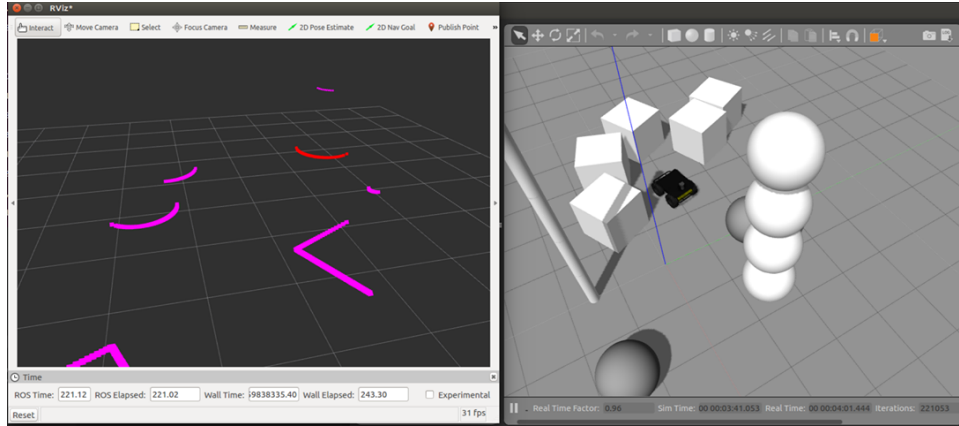 RViz*
Interact Move Camera Select Focus Camera Measure 2D Pose Estimate 2D Nav Goal Publish Point »
Time
ROS Time: 221.12 ROS Elapsed: 221.02 Wall Time: 59838335.40 Wall Elapsed: 243.30 Experimental
Reset 31 fps
Real Time Factor: 0.96 Sim Time: 00 00:03:41.053 Real Time: 00 00:04:01.444 Iterations: 221053